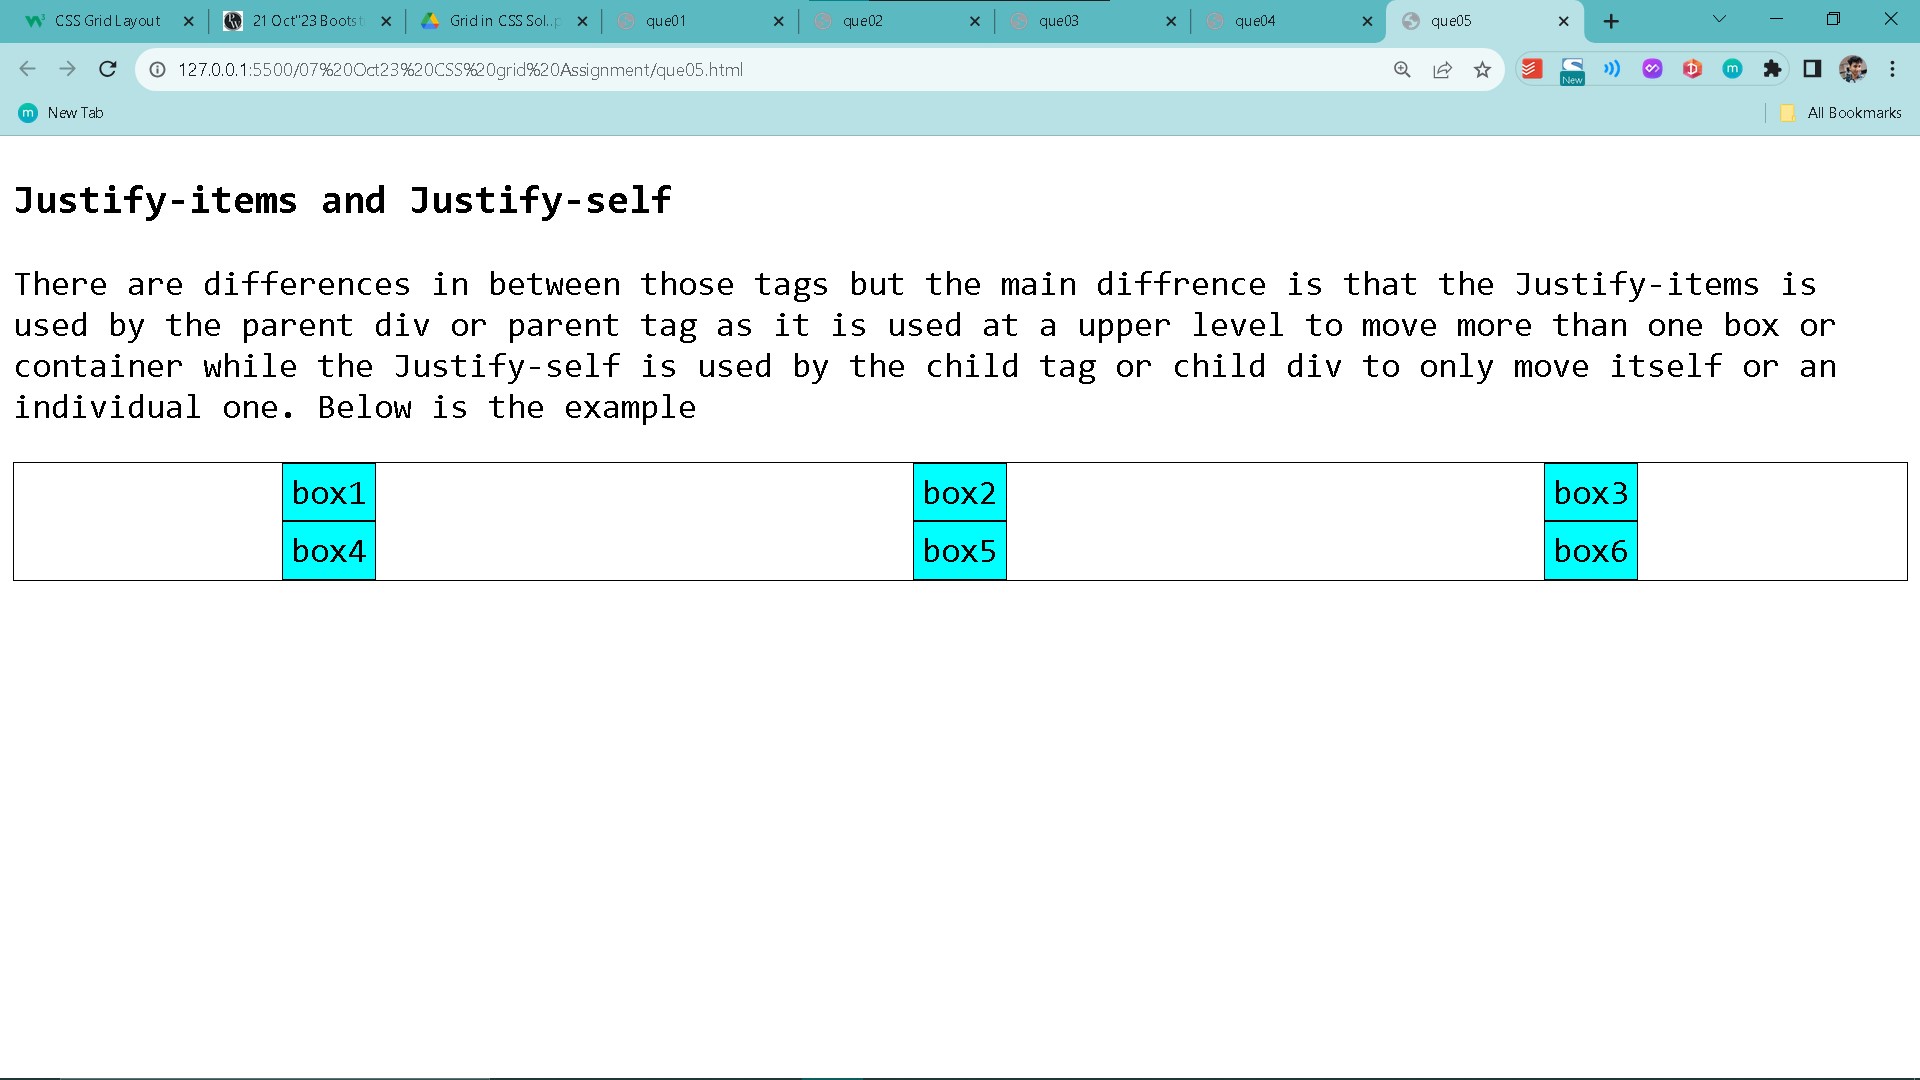 CSS Grid Layout
21 Oct"23 Bootst
Grid in CSS Sol..p
que01
que02
que03
que04
que05
127.0.0.1:5500/07%20Oct23%20CSS%20grid%20Assignment/que05.html
New
m New Tab
All Bookmarks
Justify-items and Justify-self
There are differences in between those tags but the main diffrence is that the Justify-items is
used by the parent div or parent tag as it is used at a upper level to move more than one box or
container while the Justify-self is used by the child tag or child div to only move itself or an
individual one. Below is the example
box1 box2 box3
box4 box5 box6